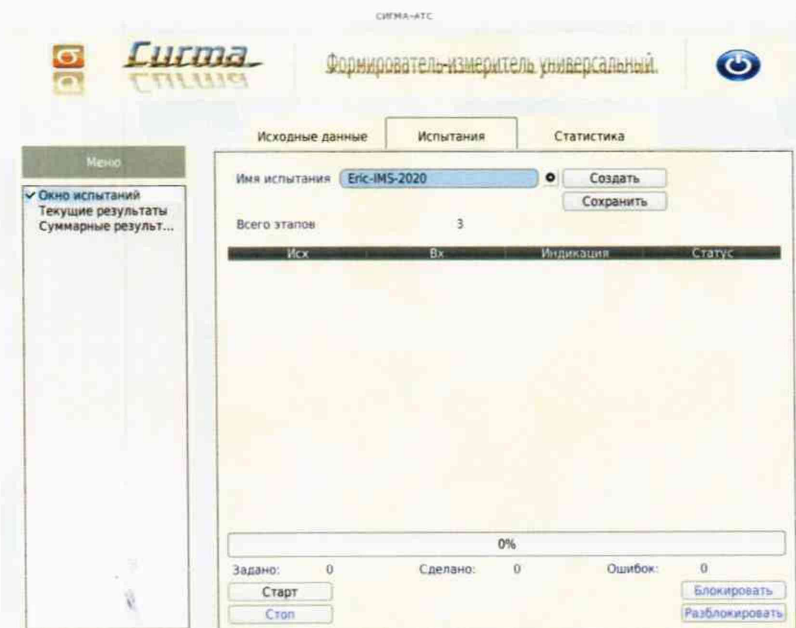 СИГМА-АТС
σ Сигма
Формирователь-измеритель универсальный.
Исходные данные Испытания Статистика
Меню
Окно испытаний
Текущие результаты
Суммарные результ...
Имя испытания Eric-IMS-2020 Создать
Сохранить
Всего этапов 3
Исх Вх Индикация Статус
0%
Задано: 0 Сделано: 0 Ошибок: 0
Старт Блокировать
Стоп Разблокировать